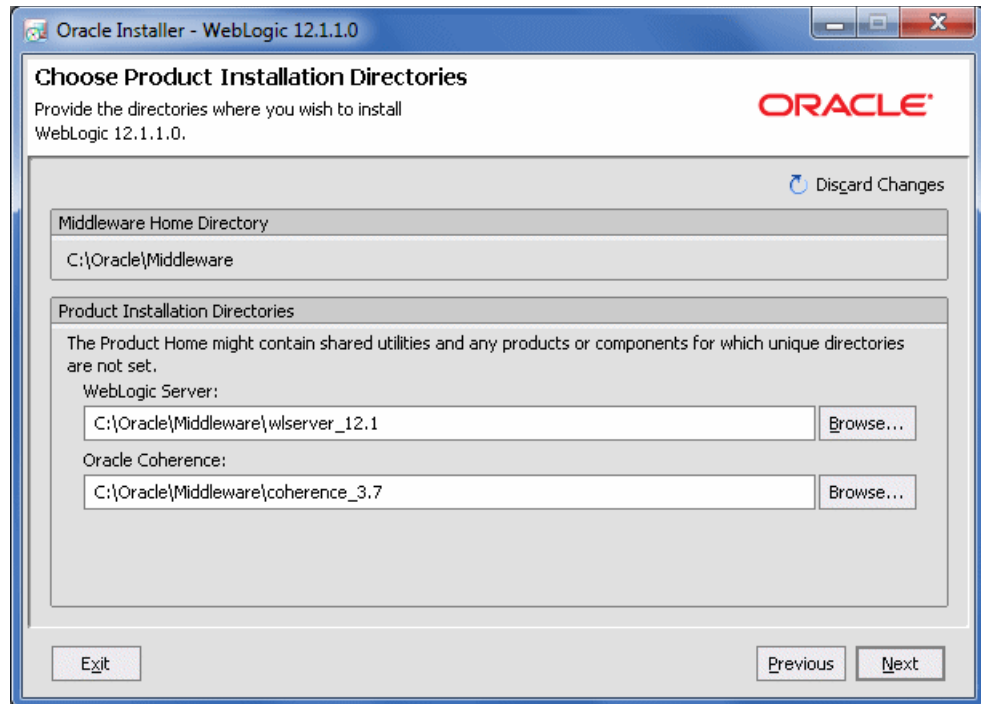 Oracle Installer - WebLogic 12.1.1.0
Choose Product Installation Directories
Provide the directories where you wish to install
WebLogic 12.1.1.0.
ORACLE
Discard Changes
Middleware Home Directory
C:\Oracle\Middleware
Product Installation Directories
The Product Home might contain shared utilities and any products or components for which unique directories
are not set.
WebLogic Server:
C:\Oracle\Middleware\wlserver_12.1
Browse...
Oracle Coherence:
C:\Oracle\Middleware\coherence_3.7
Browse...
Exit
Previous
Next